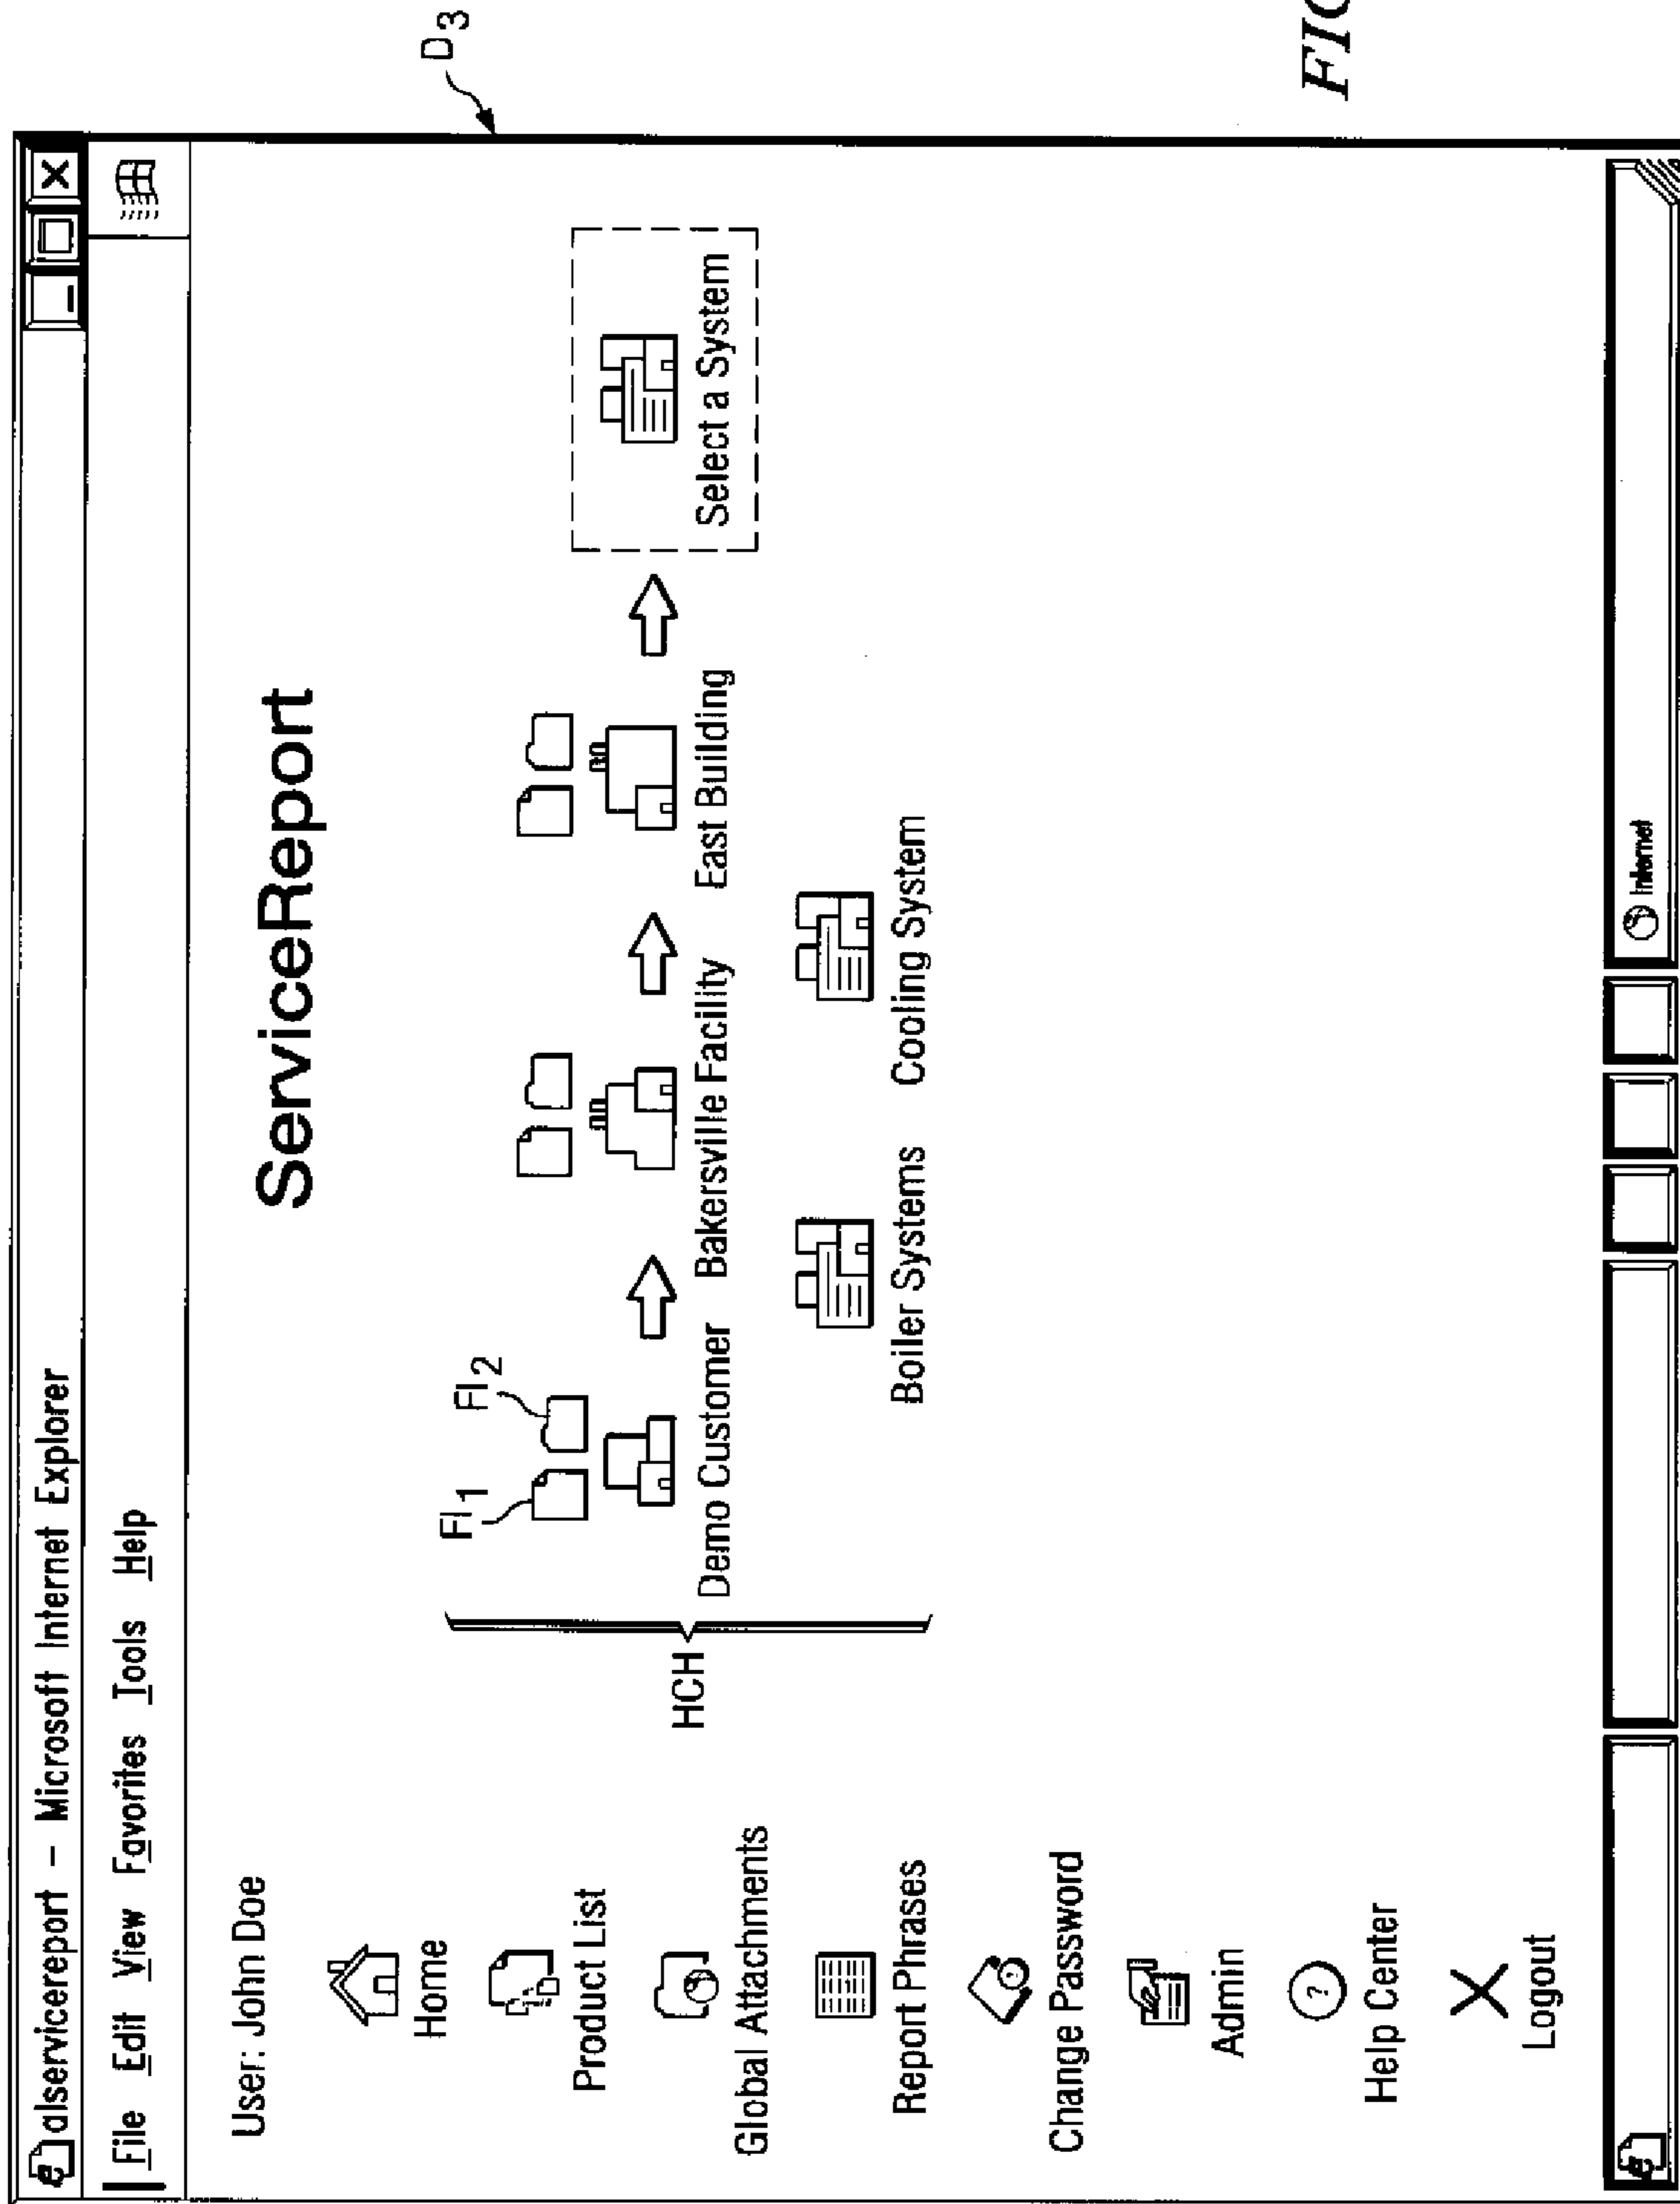 alservicereport – Microsoft Internet Explorer
File Edit View Favorites Tools Help
User: John Doe
ServiceReport
D3
Home
Product List
Global Attachments
Report Phrases
Change Password
Admin
Help Center
Logout
HCH
FI1
FI2
Demo Customer
Bakersville Facility
East Building
Select a System
Boiler Systems
Cooling System
Internet